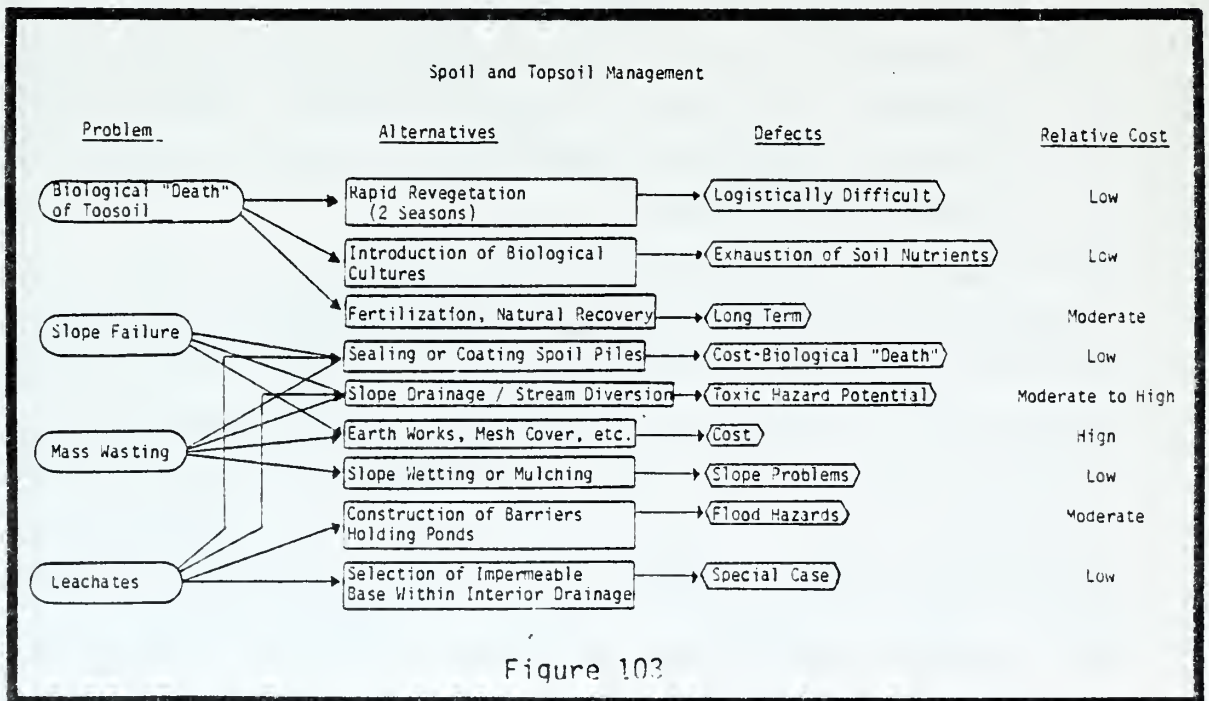 Spoil and Topsoil Management
Problem
Alternatives
Defects
Relative Cost
Biological "Death"
of Toosoil
Rapid Revegetation
(2 Seasons)
Logistically Difficult
Low
Introduction of Biological
Cultures
Exhaustion of Soil Nutrients
Low
Fertilization, Natural Recovery
Long Term
Moderate
Slope Failure
Sealing or Coating Spoil Piles
Cost-Biological "Death"
Low
Slope Drainage / Stream Diversion
Toxic Hazard Potential
Moderate to High
Mass Wasting
Earth Works, Mesh Cover, etc.
Cost
Hign
Slope Wetting or Mulching
Slope Problems
Low
Construction of Barriers
Holding Ponds
Flood Hazards
Moderate
Leachates
Selection of Impermeable
Base Within Interior Drainage
Special Case
Low
Figure 103